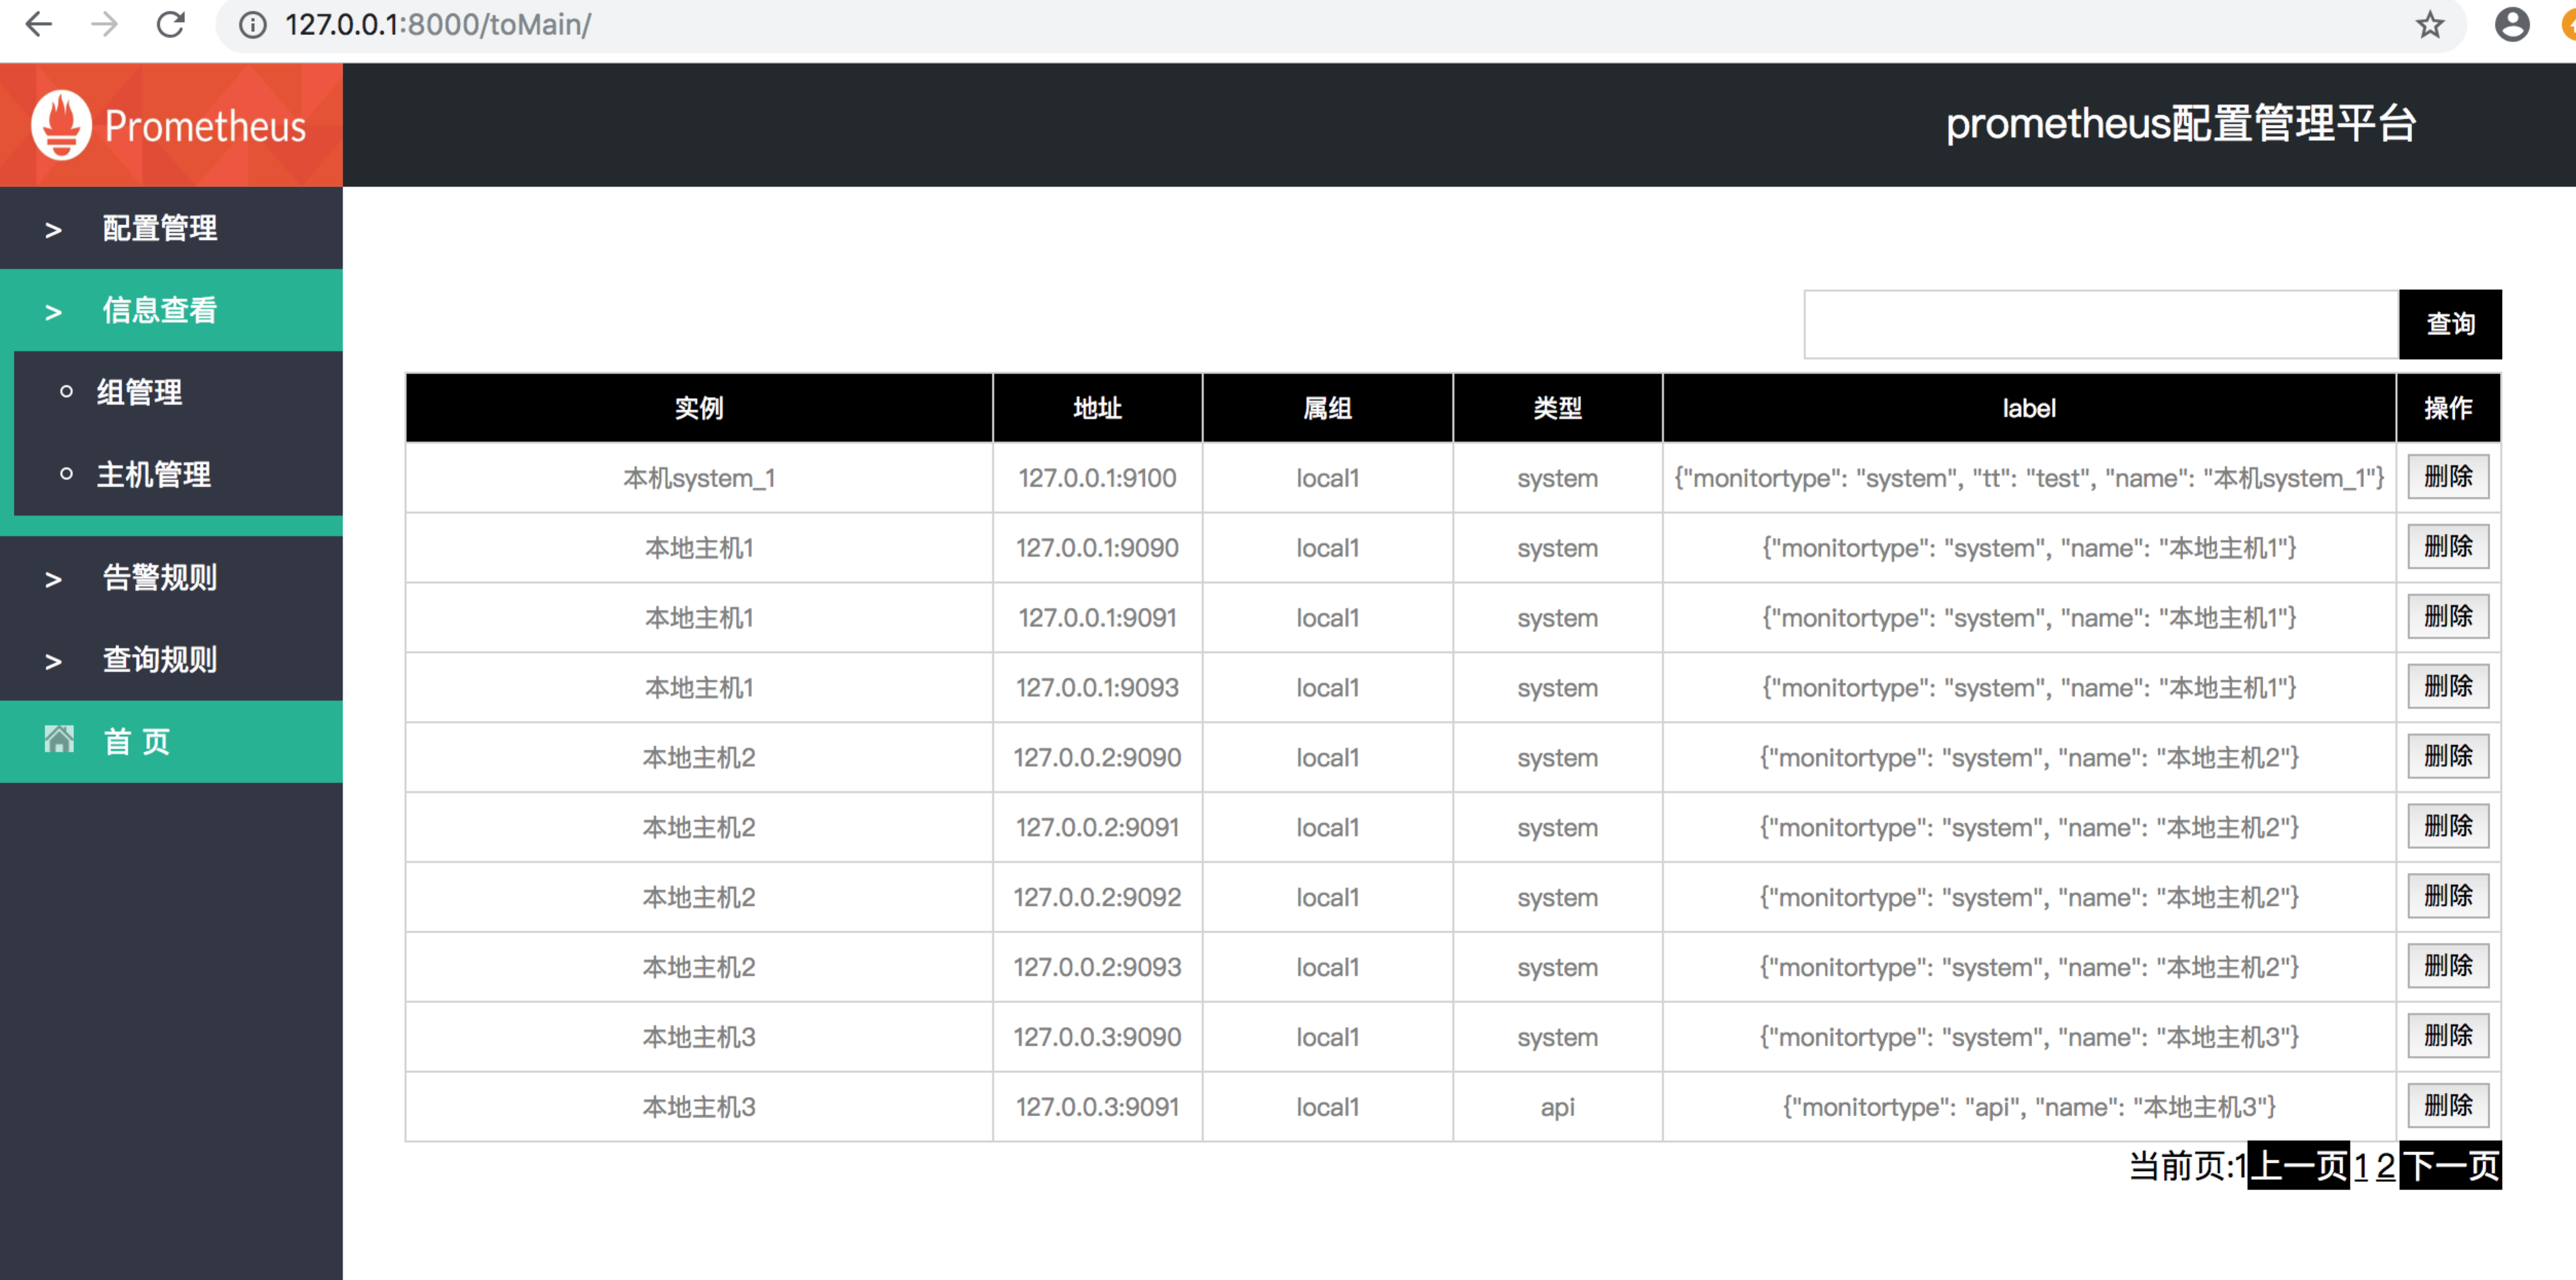 127.0.0.1:8000/toMain/
Prometheus
prometheus配置管理平台
> 配置管理
> 信息查看
组管理
主机管理
> 告警规则
> 查询规则
首 页
查询
实例 地址 属组 类型 label 操作
本机system_1 127.0.0.1:9100 local1 system {"monitortype": "system", "tt": "test", "name": "本机system_1"} 删除
本地主机1 127.0.0.1:9090 local1 system {"monitortype": "system", "name": "本地主机1"} 删除
本地主机1 127.0.0.1:9091 local1 system {"monitortype": "system", "name": "本地主机1"} 删除
本地主机1 127.0.0.1:9093 local1 system {"monitortype": "system", "name": "本地主机1"} 删除
本地主机2 127.0.0.2:9090 local1 system {"monitortype": "system", "name": "本地主机2"} 删除
本地主机2 127.0.0.2:9091 local1 system {"monitortype": "system", "name": "本地主机2"} 删除
本地主机2 127.0.0.2:9092 local1 system {"monitortype": "system", "name": "本地主机2"} 删除
本地主机2 127.0.0.2:9093 local1 system {"monitortype": "system", "name": "本地主机2"} 删除
本地主机3 127.0.0.3:9090 local1 system {"monitortype": "system", "name": "本地主机3"} 删除
本地主机3 127.0.0.3:9091 local1 api {"monitortype": "api", "name": "本地主机3"} 删除
当前页:1上一页 1 2 下一页